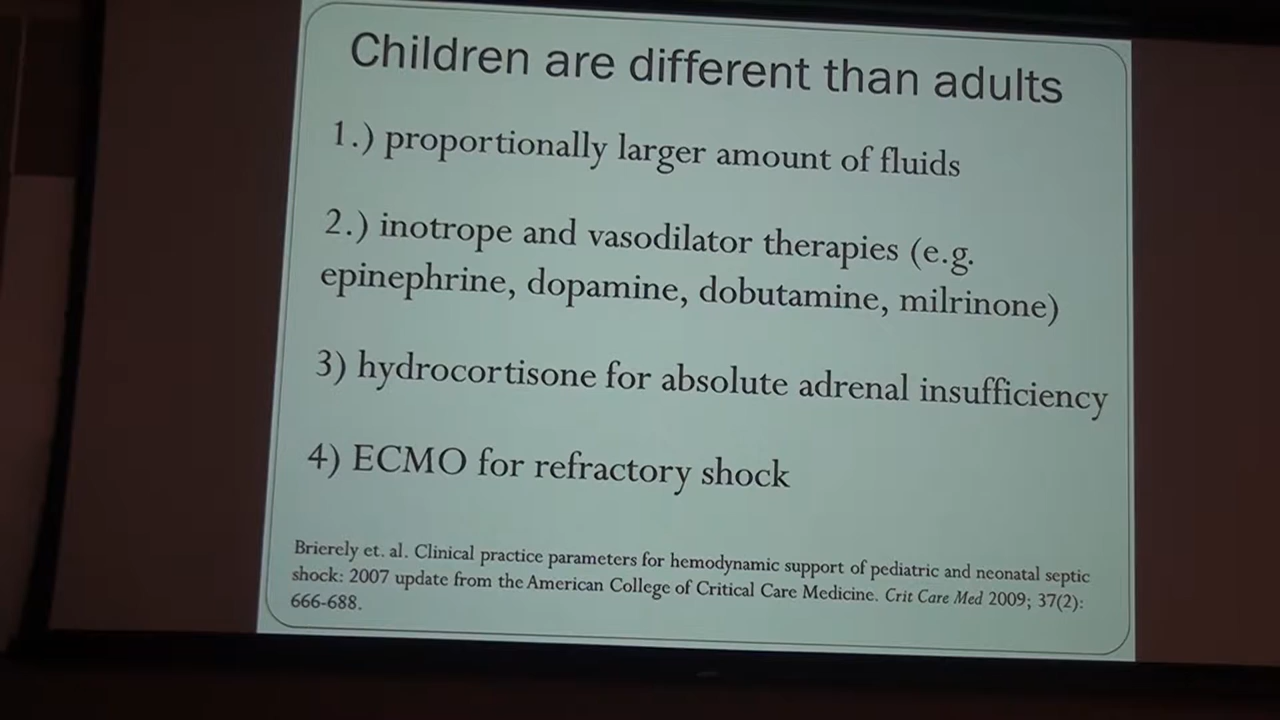 Children are different than adults
1.) proportionally larger amount of fluids
2.) inotrope and vasodilator therapies (e.g.
epinephrine, dopamine, dobutamine, milrinone)
3) hydrocortisone for absolute adrenal insufficiency
4) ECMO for refractory shock
Brierely et. al. Clinical practice parameters for hemodynamic support of pediatric and neonatal septic
shock: 2007 update from the American College of Critical Care Medicine. Crit Care Med 2009; 37(2):
666-688.